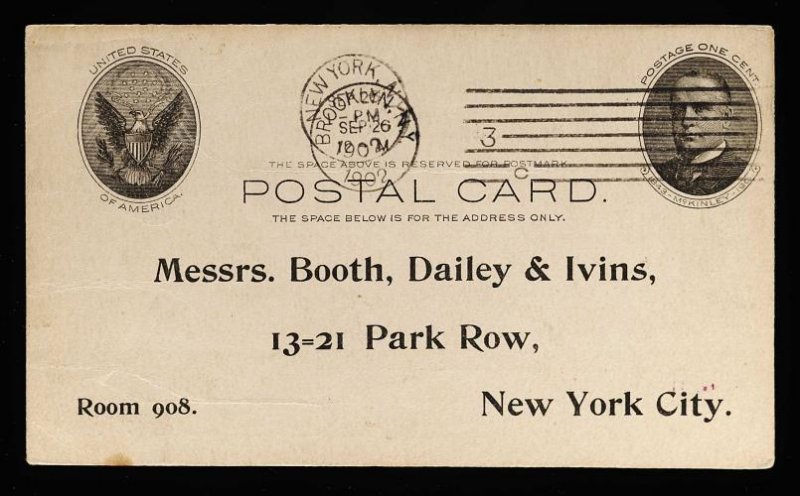 UNITED STATES
OF AMERICA.
NEW YORK, N.Y.
BROOKLYN, N.Y.
SEP 26
1902
3
C
POSTAGE ONE CENT
1843-McKINLEY-1901
THE SPACE ABOVE IS RESERVED FOR POSTMARK.
POSTAL CARD.
THE SPACE BELOW IS FOR THE ADDRESS ONLY.
Messrs. Booth, Dailey & Ivins,
13=21 Park Row,
Room 908.
New York City.